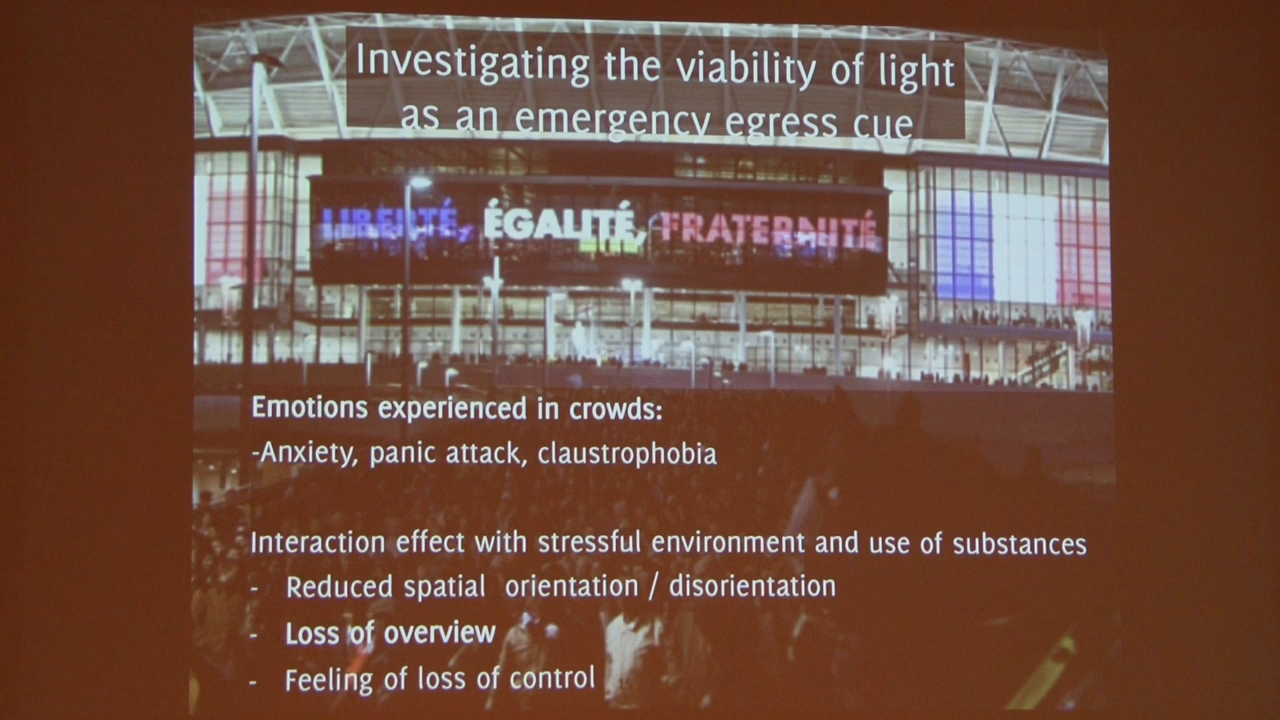 Investigating the viability of light
as an emergency egress cue
LIBERTÉ, ÉGALITÉ, FRATERNITÉ
Emotions experienced in crowds:
-Anxiety, panic attack, claustrophobia
Interaction effect with stressful environment and use of substances
- Reduced spatial orientation / disorientation
- Loss of overview
- Feeling of loss of control